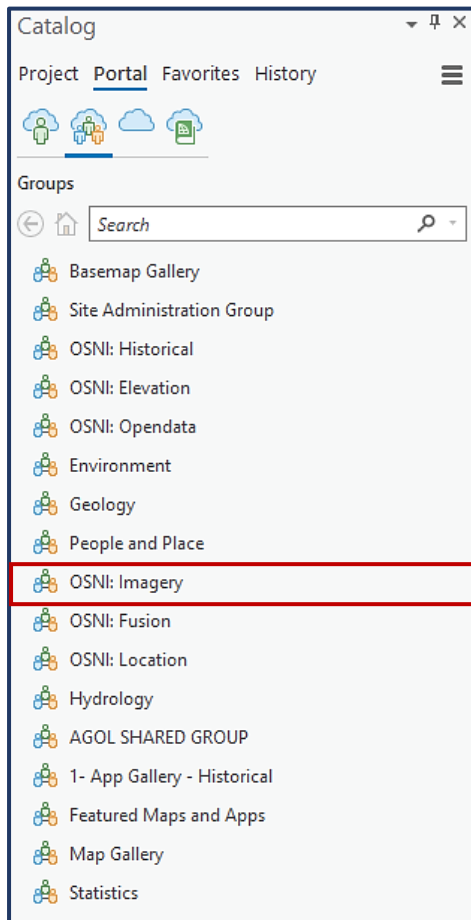 Catalog
Project Portal Favorites History
Groups
Search
Basemap Gallery
Site Administration Group
OSNI: Historical
OSNI: Elevation
OSNI: Opendata
Environment
Geology
People and Place
OSNI: Imagery
OSNI: Fusion
OSNI: Location
Hydrology
AGOL SHARED GROUP
1- App Gallery - Historical
Featured Maps and Apps
Map Gallery
Statistics